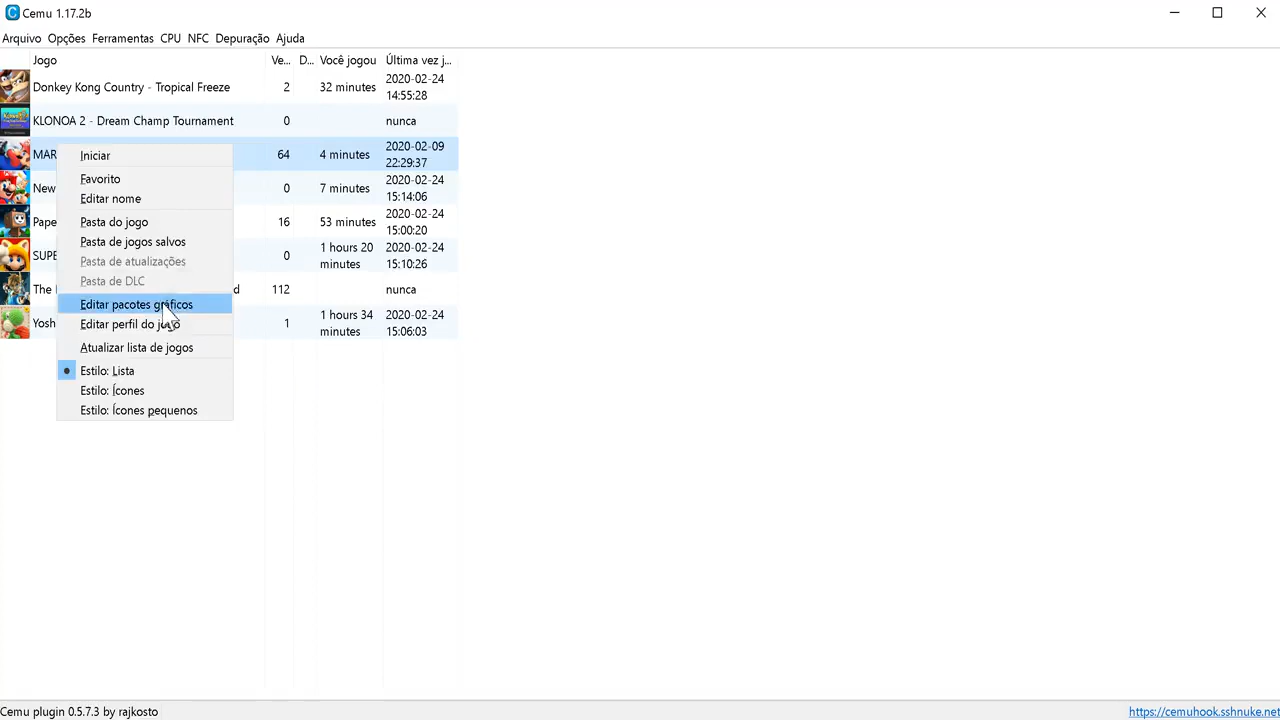 Cemu 1.17.2b
Arquivo Opções Ferramentas CPU NFC Depuração Ajuda
Jogo Ve... D... Você jogou Última vez j...
Donkey Kong Country - Tropical Freeze 2 32 minutes 2020-02-24
14:55:28
KLONOA 2 - Dream Champ Tournament 0 nunca
MAR 64 4 minutes 2020-02-09
22:29:37
New 0 7 minutes 2020-02-24
15:14:06
Pape 16 53 minutes 2020-02-24
15:00:20
SUPE 0 1 hours 20
minutes 2020-02-24
15:10:26
The d 112 nunca
Yosh 1 1 hours 34
minutes 2020-02-24
15:06:03
Iniciar
Favorito
Editar nome
Pasta do jogo
Pasta de jogos salvos
Pasta de atualizações
Pasta de DLC
Editar pacotes gráficos
Editar perfil do jogo
Atualizar lista de jogos
Estilo: Lista
Estilo: Ícones
Estilo: Ícones pequenos
Cemu plugin 0.5.7.3 by rajkosto
https://cemuhook.sshnuke.net